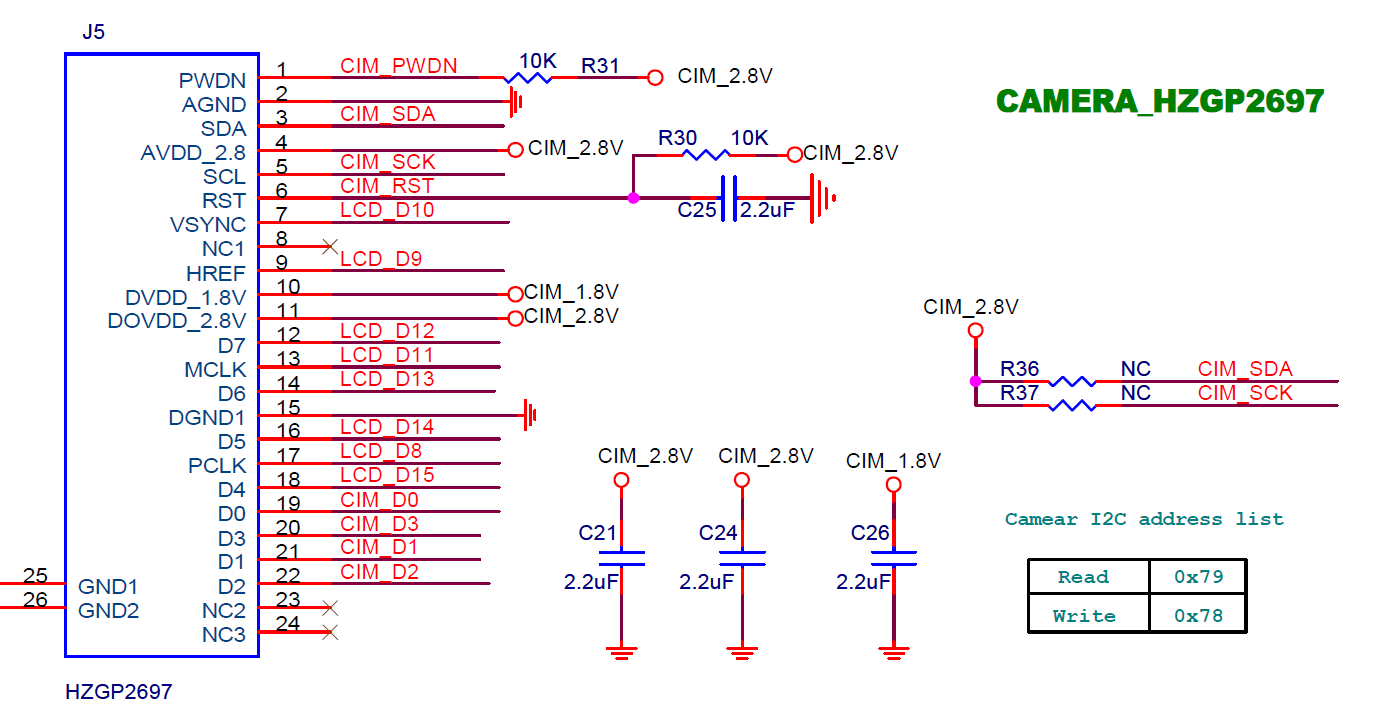 J5
CAMERA_HZGP2697
PWDN 1 CIM_PWDN 10K R31 CIM_2.8V
AGND 2
SDA 3 CIM_SDA
AVDD_2.8 4 CIM_2.8V
SCL 5 CIM_SCK
RST 6 CIM_RST
R30 10K CIM_2.8V
C25 2.2uF
VSYNC 7 LCD_D10
NC1 8
HREF 9 LCD_D9
DVDD_1.8V 10 CIM_1.8V
DOVDD_2.8V 11 CIM_2.8V
D7 12 LCD_D12
MCLK 13 LCD_D11
D6 14 LCD_D13
DGND1 15
D5 16 LCD_D14
PCLK 17 LCD_D8
D4 18 LCD_D15
D0 19 CIM_D0
D3 20 CIM_D3
D1 21 CIM_D1
D2 22 CIM_D2
NC2 23
NC3 24
25 GND1
26 GND2
HZGP2697
CIM_2.8V
R36 NC CIM_SDA
R37 NC CIM_SCK
CIM_2.8V CIM_2.8V CIM_1.8V
C21 C24 C26
2.2uF 2.2uF 2.2uF
Camear I2C address list
Read 0x79
Write 0x78